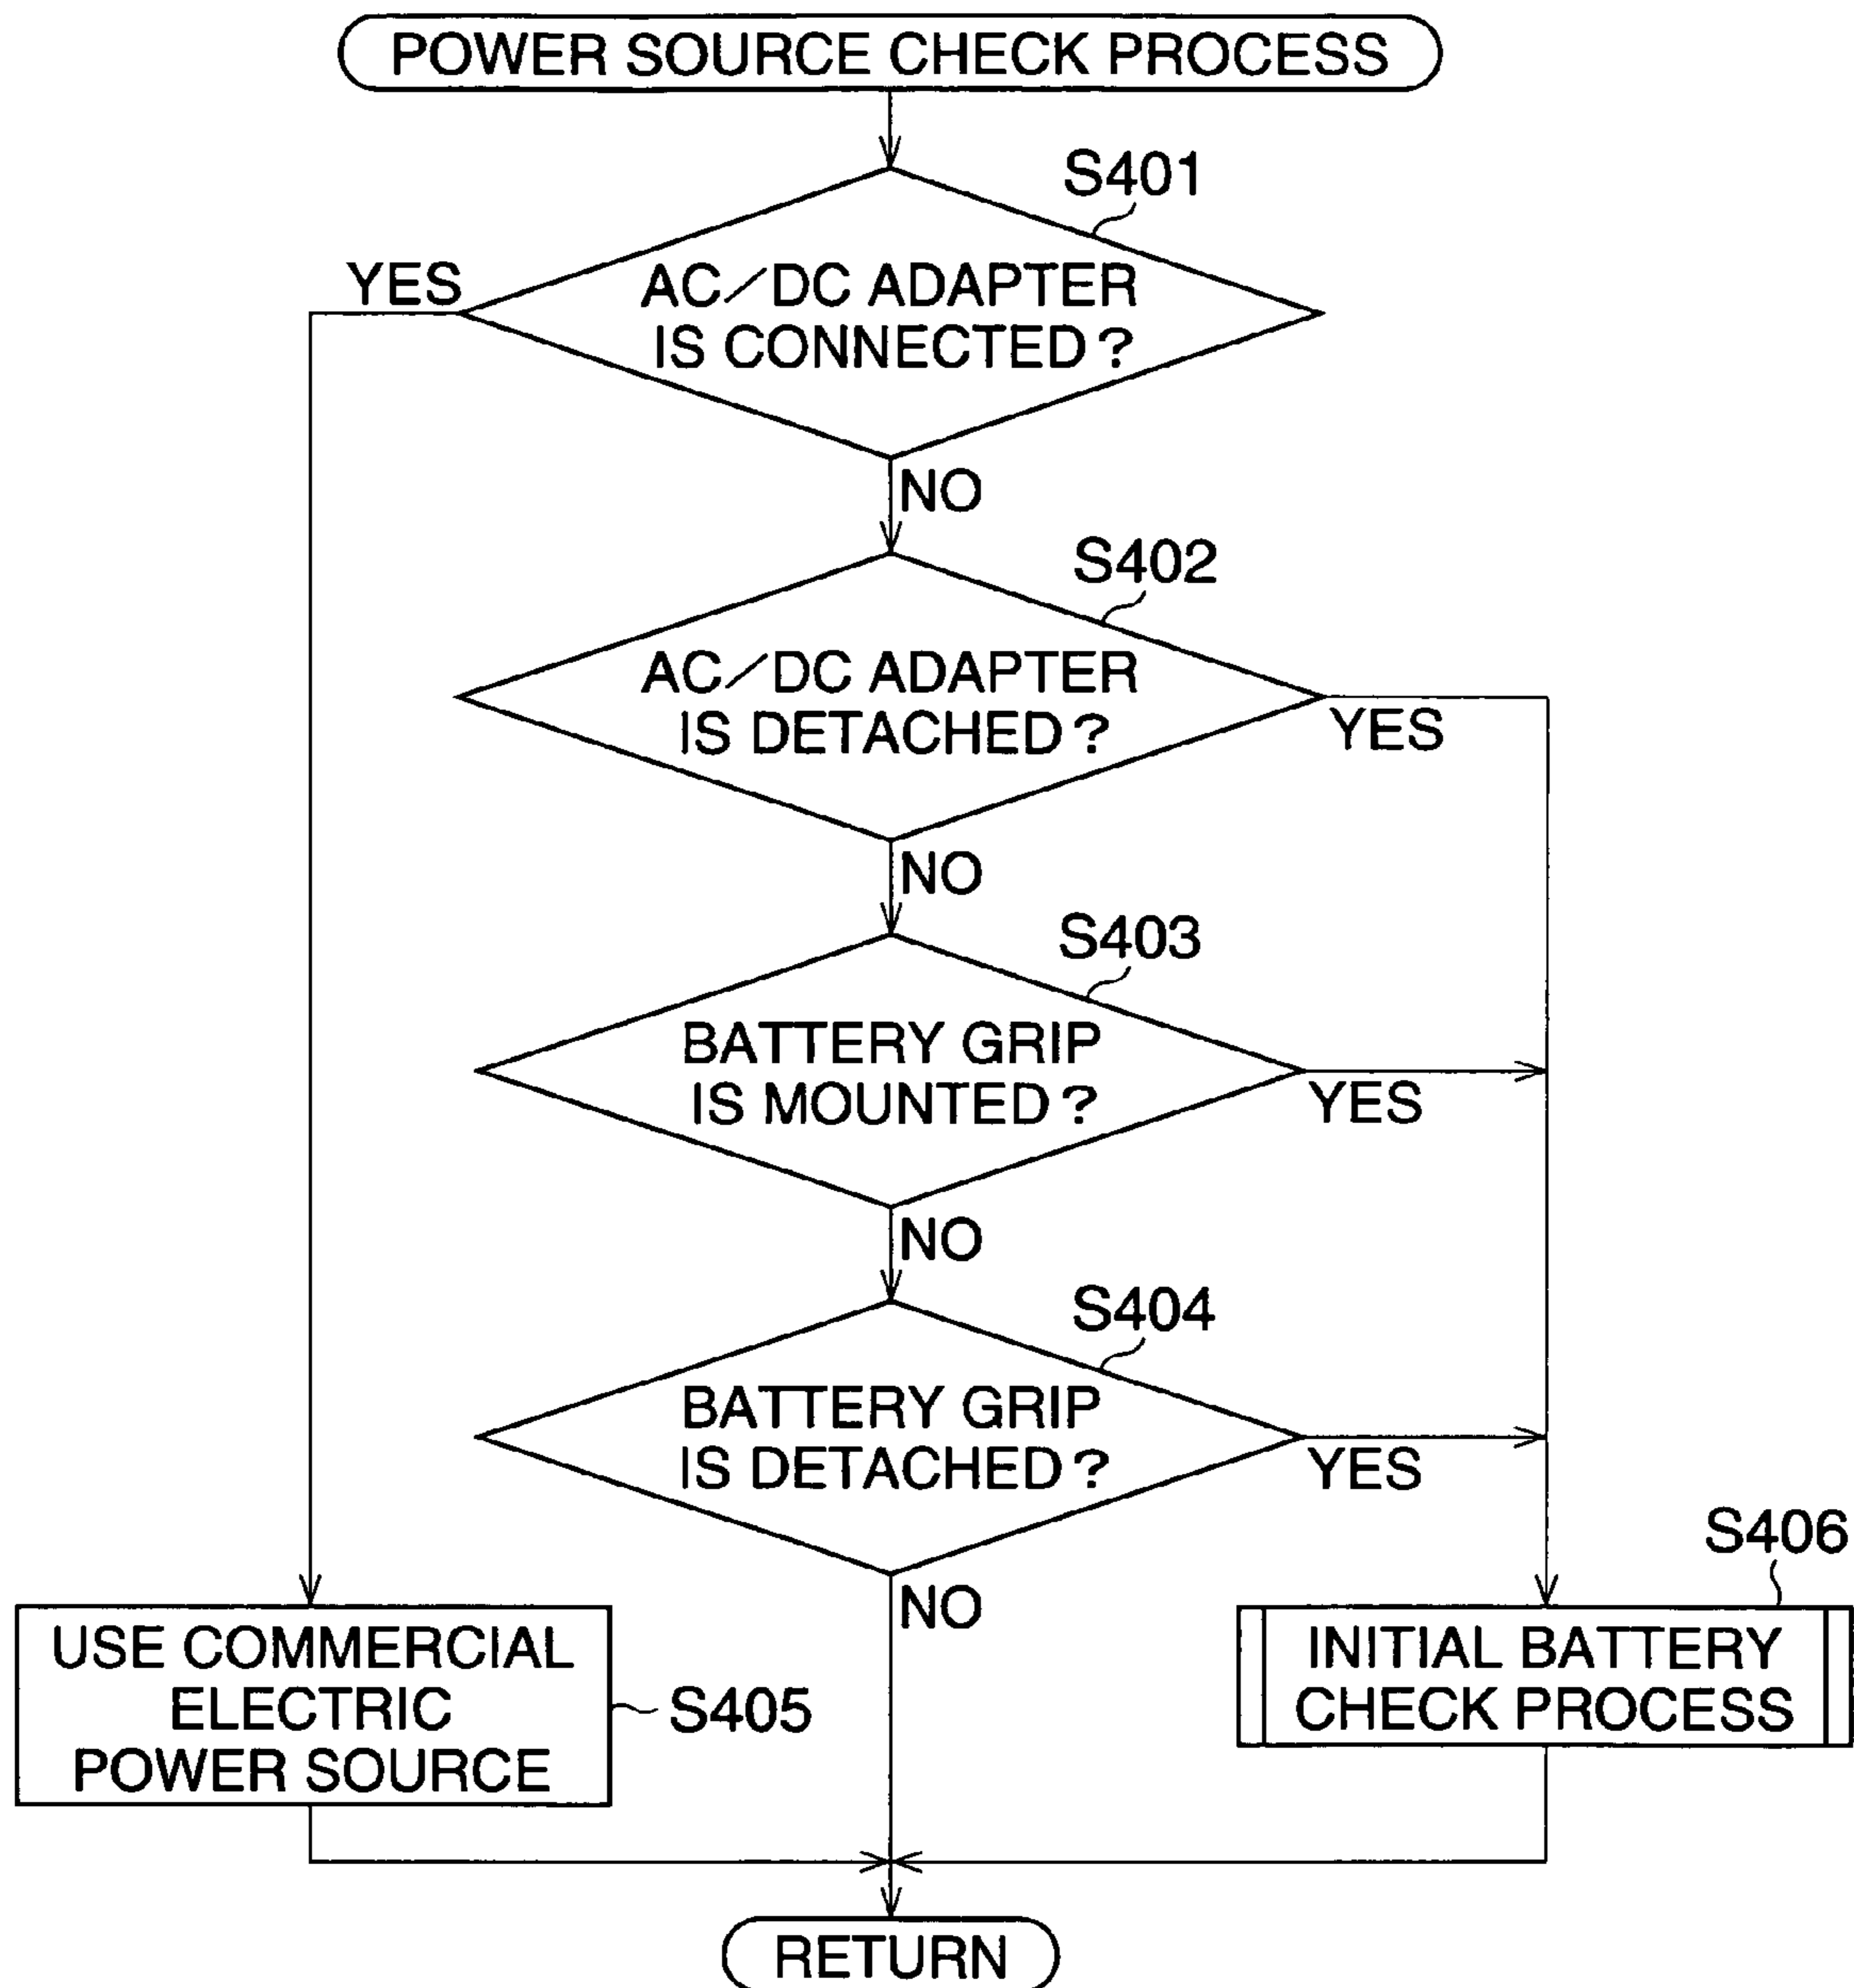 POWER SOURCE CHECK PROCESS
S401
YES
AC/DC ADAPTER
IS CONNECTED?
NO
S402
AC/DC ADAPTER
IS DETACHED?
YES
NO
S403
BATTERY GRIP
IS MOUNTED?
YES
NO
S404
BATTERY GRIP
IS DETACHED?
YES
NO
USE COMMERCIAL
ELECTRIC
POWER SOURCE
S405
S406
INITIAL BATTERY
CHECK PROCESS
RETURN